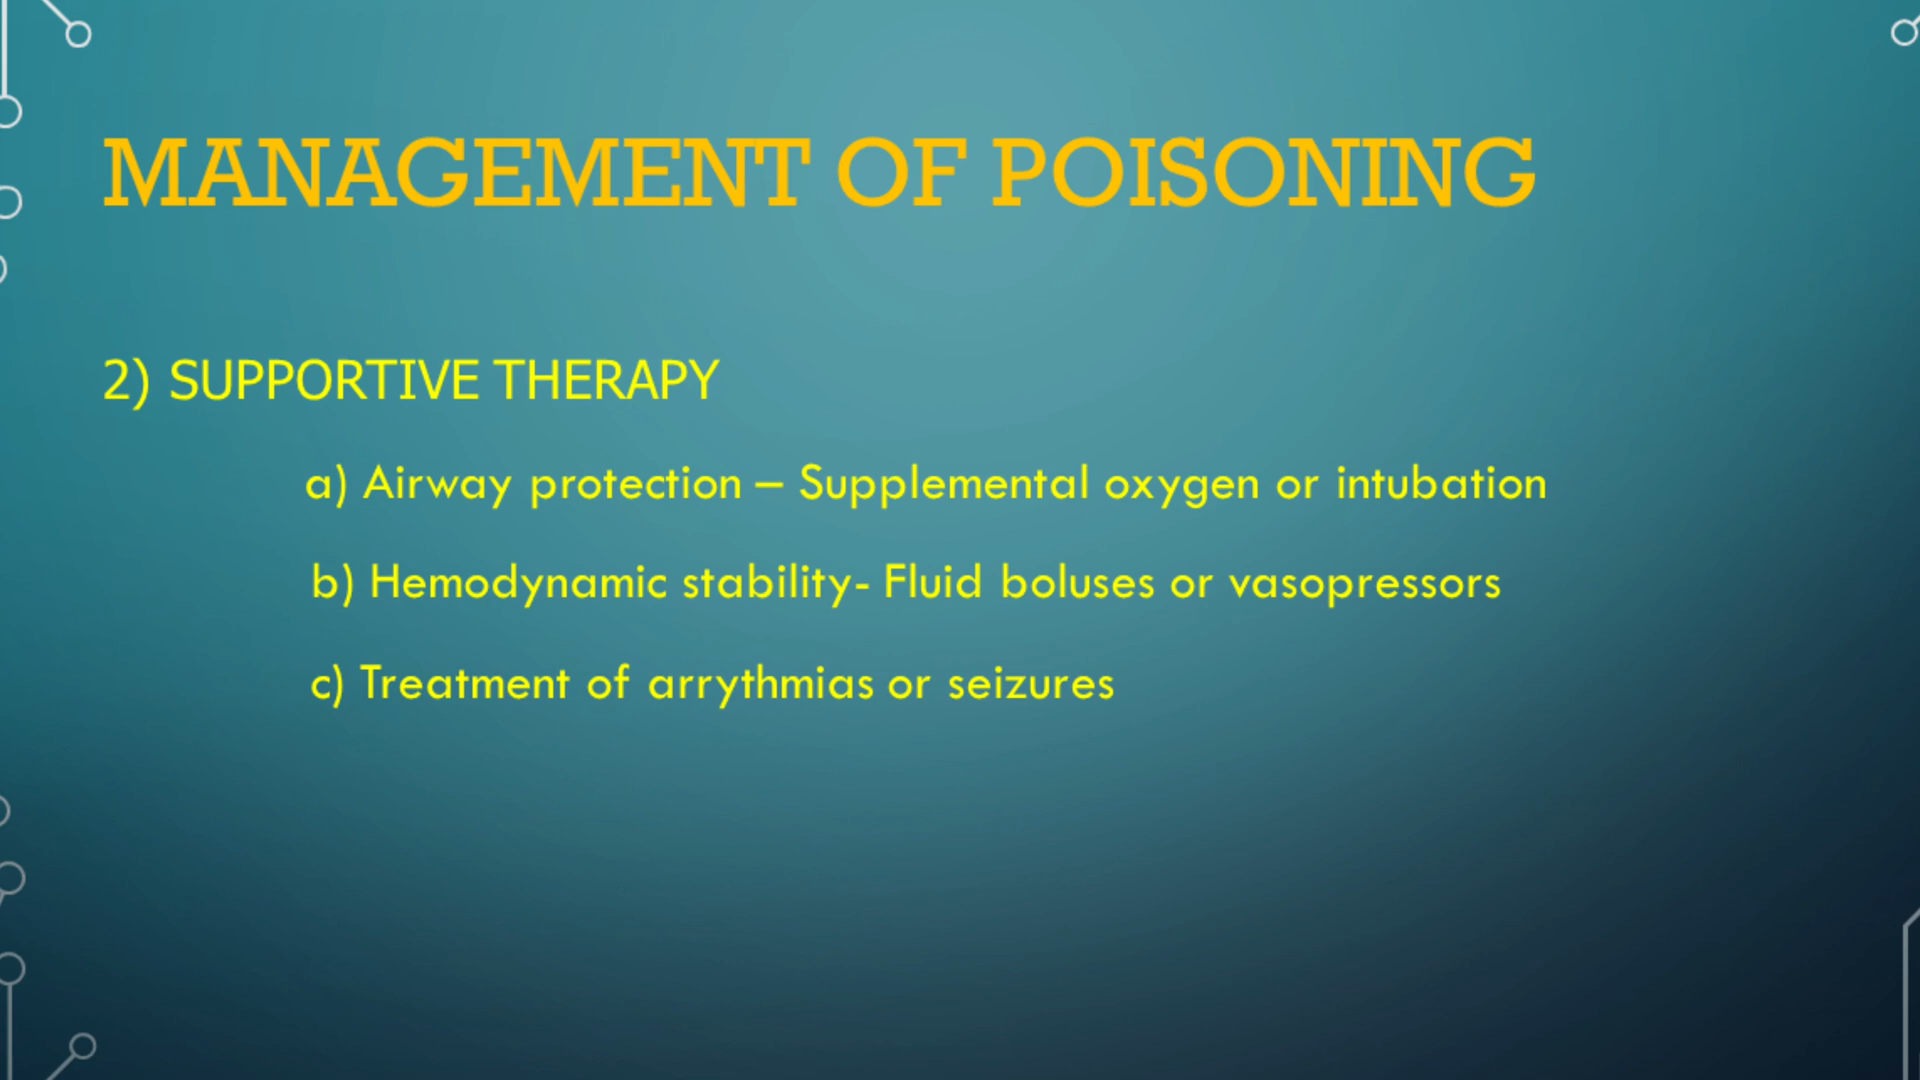 MANAGEMENT OF POISONING
2) SUPPORTIVE THERAPY
a) Airway protection – Supplemental oxygen or intubation
b) Hemodynamic stability- Fluid boluses or vasopressors
c) Treatment of arrythmias or seizures